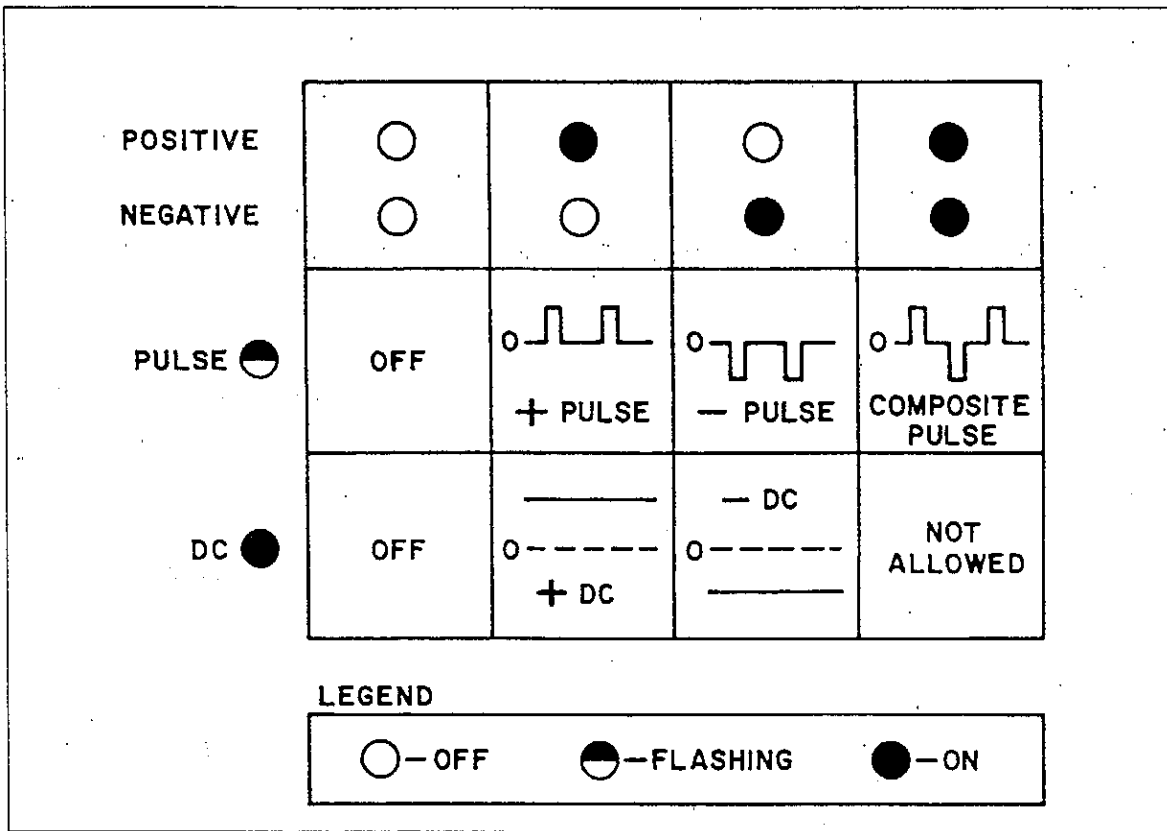 POSITIVE
NEGATIVE
PULSE OFF 0 + PULSE 0 — PULSE 0 COMPOSITE
PULSE
DC OFF 0 + DC — DC 0 NOT
ALLOWED
LEGEND
—OFF —FLASHING —ON